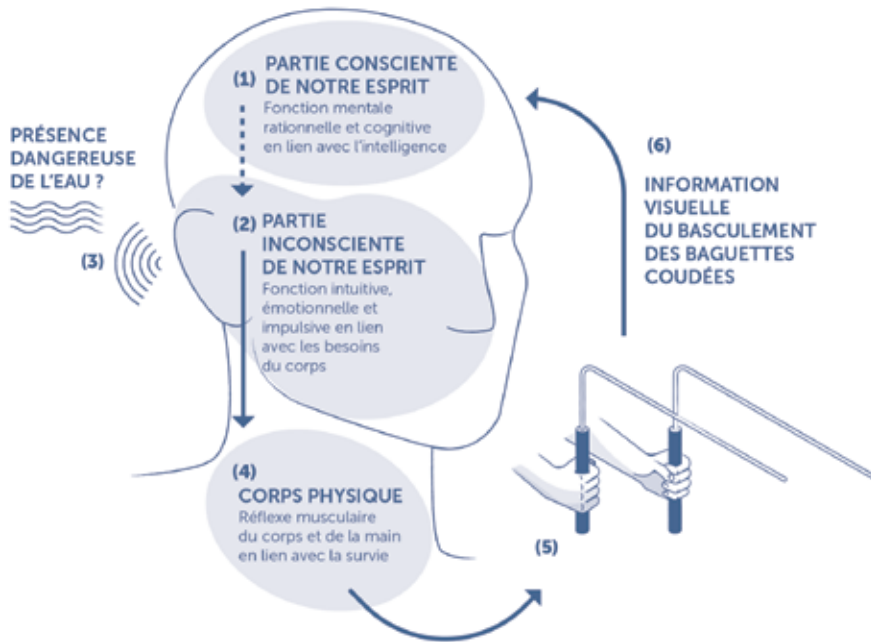 (1)
PARTIE CONSCIENTE
DE NOTRE ESPRIT
Fonction mentale
rationnelle et cognitive
en lien avec l'intelligence
PRÉSENCE
DANGEREUSE
DE L'EAU ?
(3)
(2)
PARTIE
INCONSCIENTE
DE NOTRE ESPRIT
Fonction intuitive,
émotionnelle et
impulsive en lien
avec les besoins
du corps
(4)
CORPS PHYSIQUE
Réflexe musculaire
du corps et de la main
en lien avec la survie
(5)
(6)
INFORMATION
VISUELLE
DU BASCULEMENT
DES BAGUETTES
COUDÉES